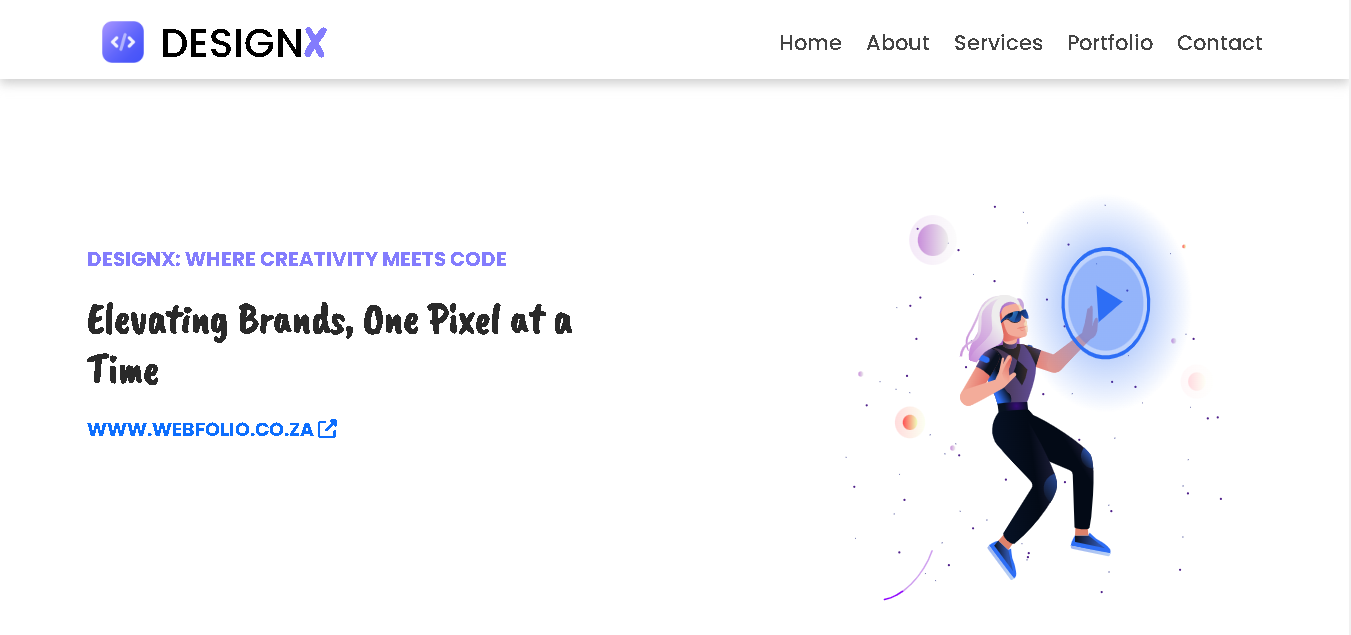 </> DESIGNX
Home About Services Portfolio Contact
DESIGNX: WHERE CREATIVITY MEETS CODE
Elevating Brands, One Pixel at a
Time
WWW.WEBFOLIO.CO.ZA